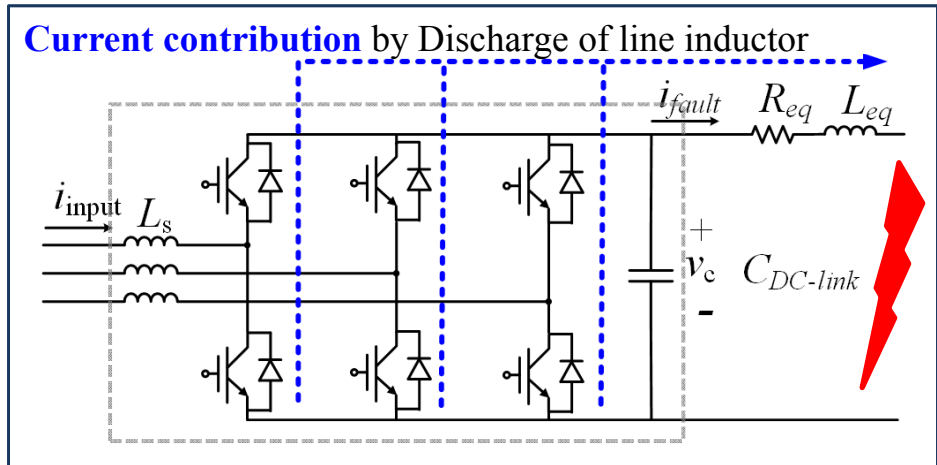 Current contribution by Discharge of line inductor
i_fault R_eq L_eq
i_input L_s
+
v_c C_DC-link
-